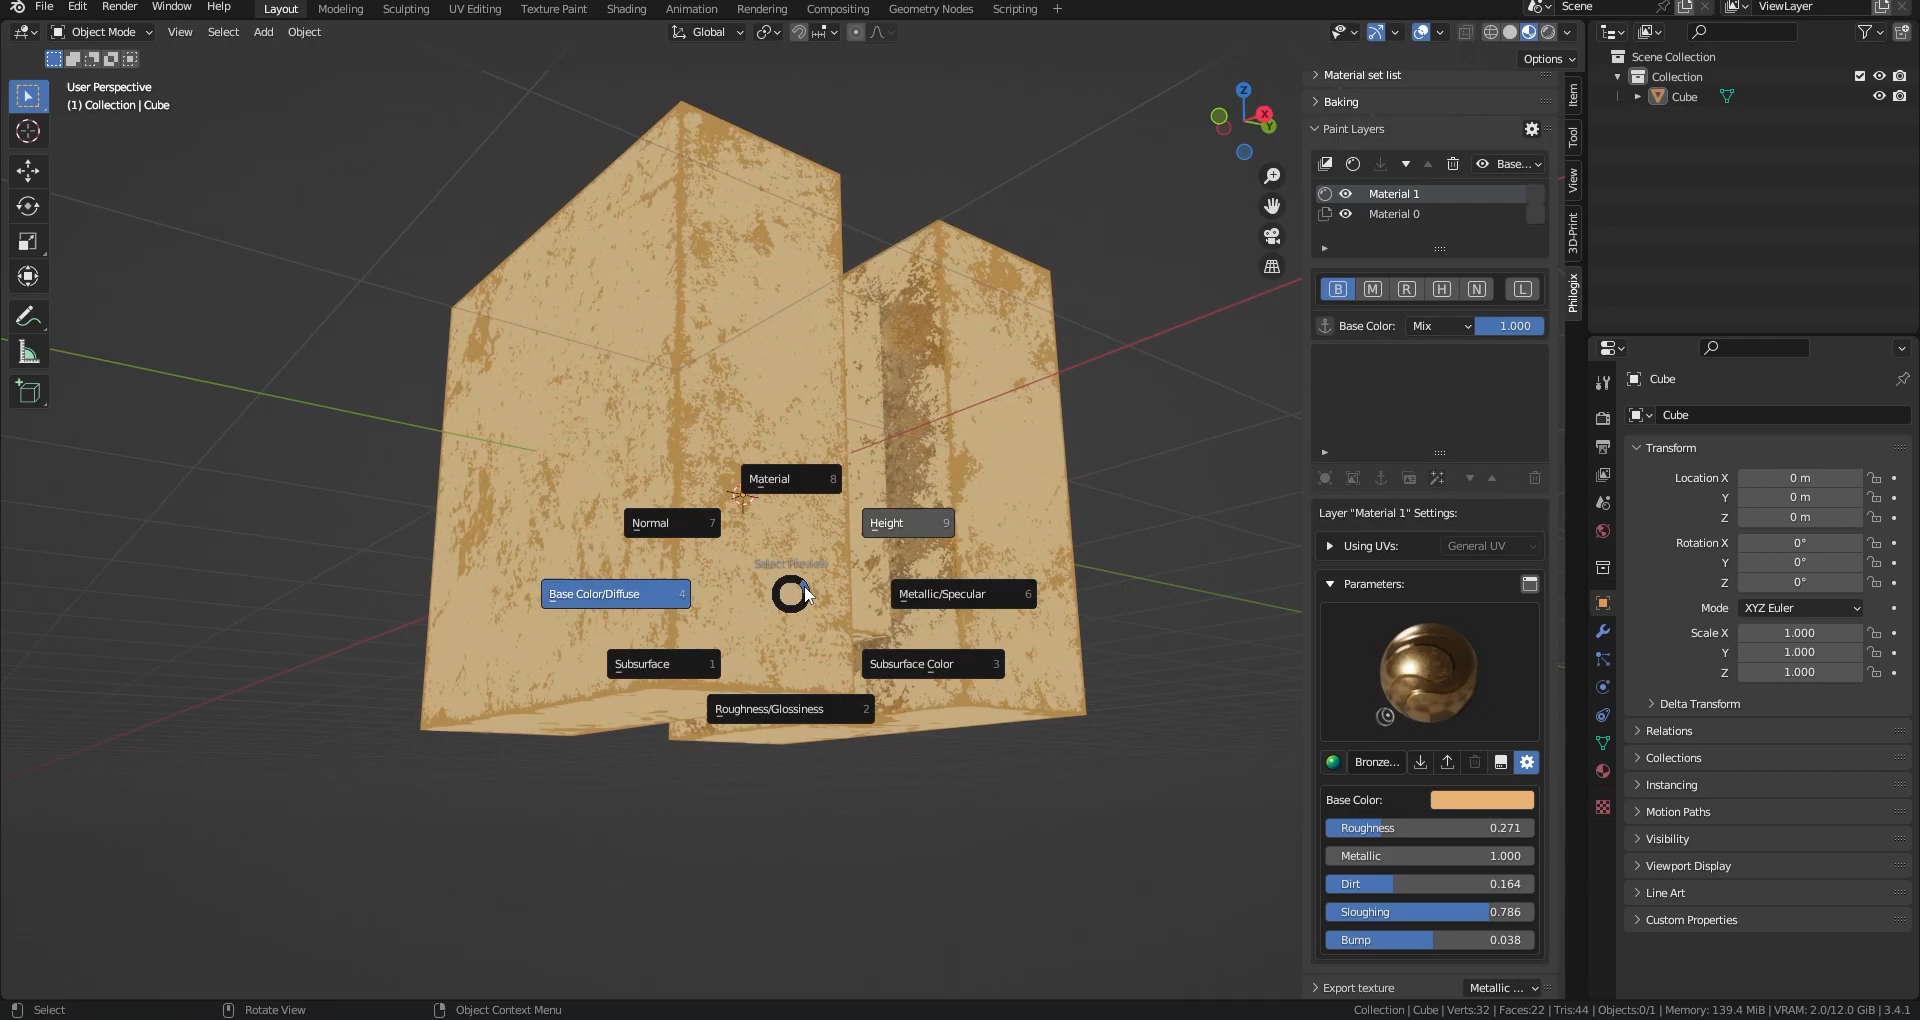 File Edit Render Window Help Layout Modeling Sculpting UV Editing Texture Paint Shading Animation Rendering Compositing Geometry Nodes Scripting + Scene ViewLayer
Object Mode View Select Add Object Global
Options
User Perspective
(1) Collection | Cube
Z
X
Y
Material 8
Normal 7
Height 9
Select Preview
Base Color/Diffuse 4
Metallic/Specular 6
Subsurface 1
Subsurface Color 3
Roughness/Glossiness 2
Material set list
Baking
Paint Layers
Base...
Material 1
Material 0
B M R H N L
Base Color: Mix 1.000
Layer "Material 1" Settings:
Using UVs: General UV
Parameters:
Bronze...
Base Color:
Roughness 0.271
Metallic 1.000
Dirt 0.164
Sloughing 0.786
Bump 0.038
Export texture Metallic ...
Item
Tool
View
3D-Print
Philogix
Scene Collection
Collection
Cube
Cube
Cube
Transform
Location X 0 m
Y 0 m
Z 0 m
Rotation X 0°
Y 0°
Z 0°
Mode XYZ Euler
Scale X 1.000
Y 1.000
Z 1.000
Delta Transform
Relations
Collections
Instancing
Motion Paths
Visibility
Viewport Display
Line Art
Custom Properties
Select Rotate View Object Context Menu Collection | Cube | Verts:32 | Faces:22 | Tris:44 | Objects:0/1 | Memory: 139.4 MiB | VRAM: 2.0/12.0 GiB | 3.4.1